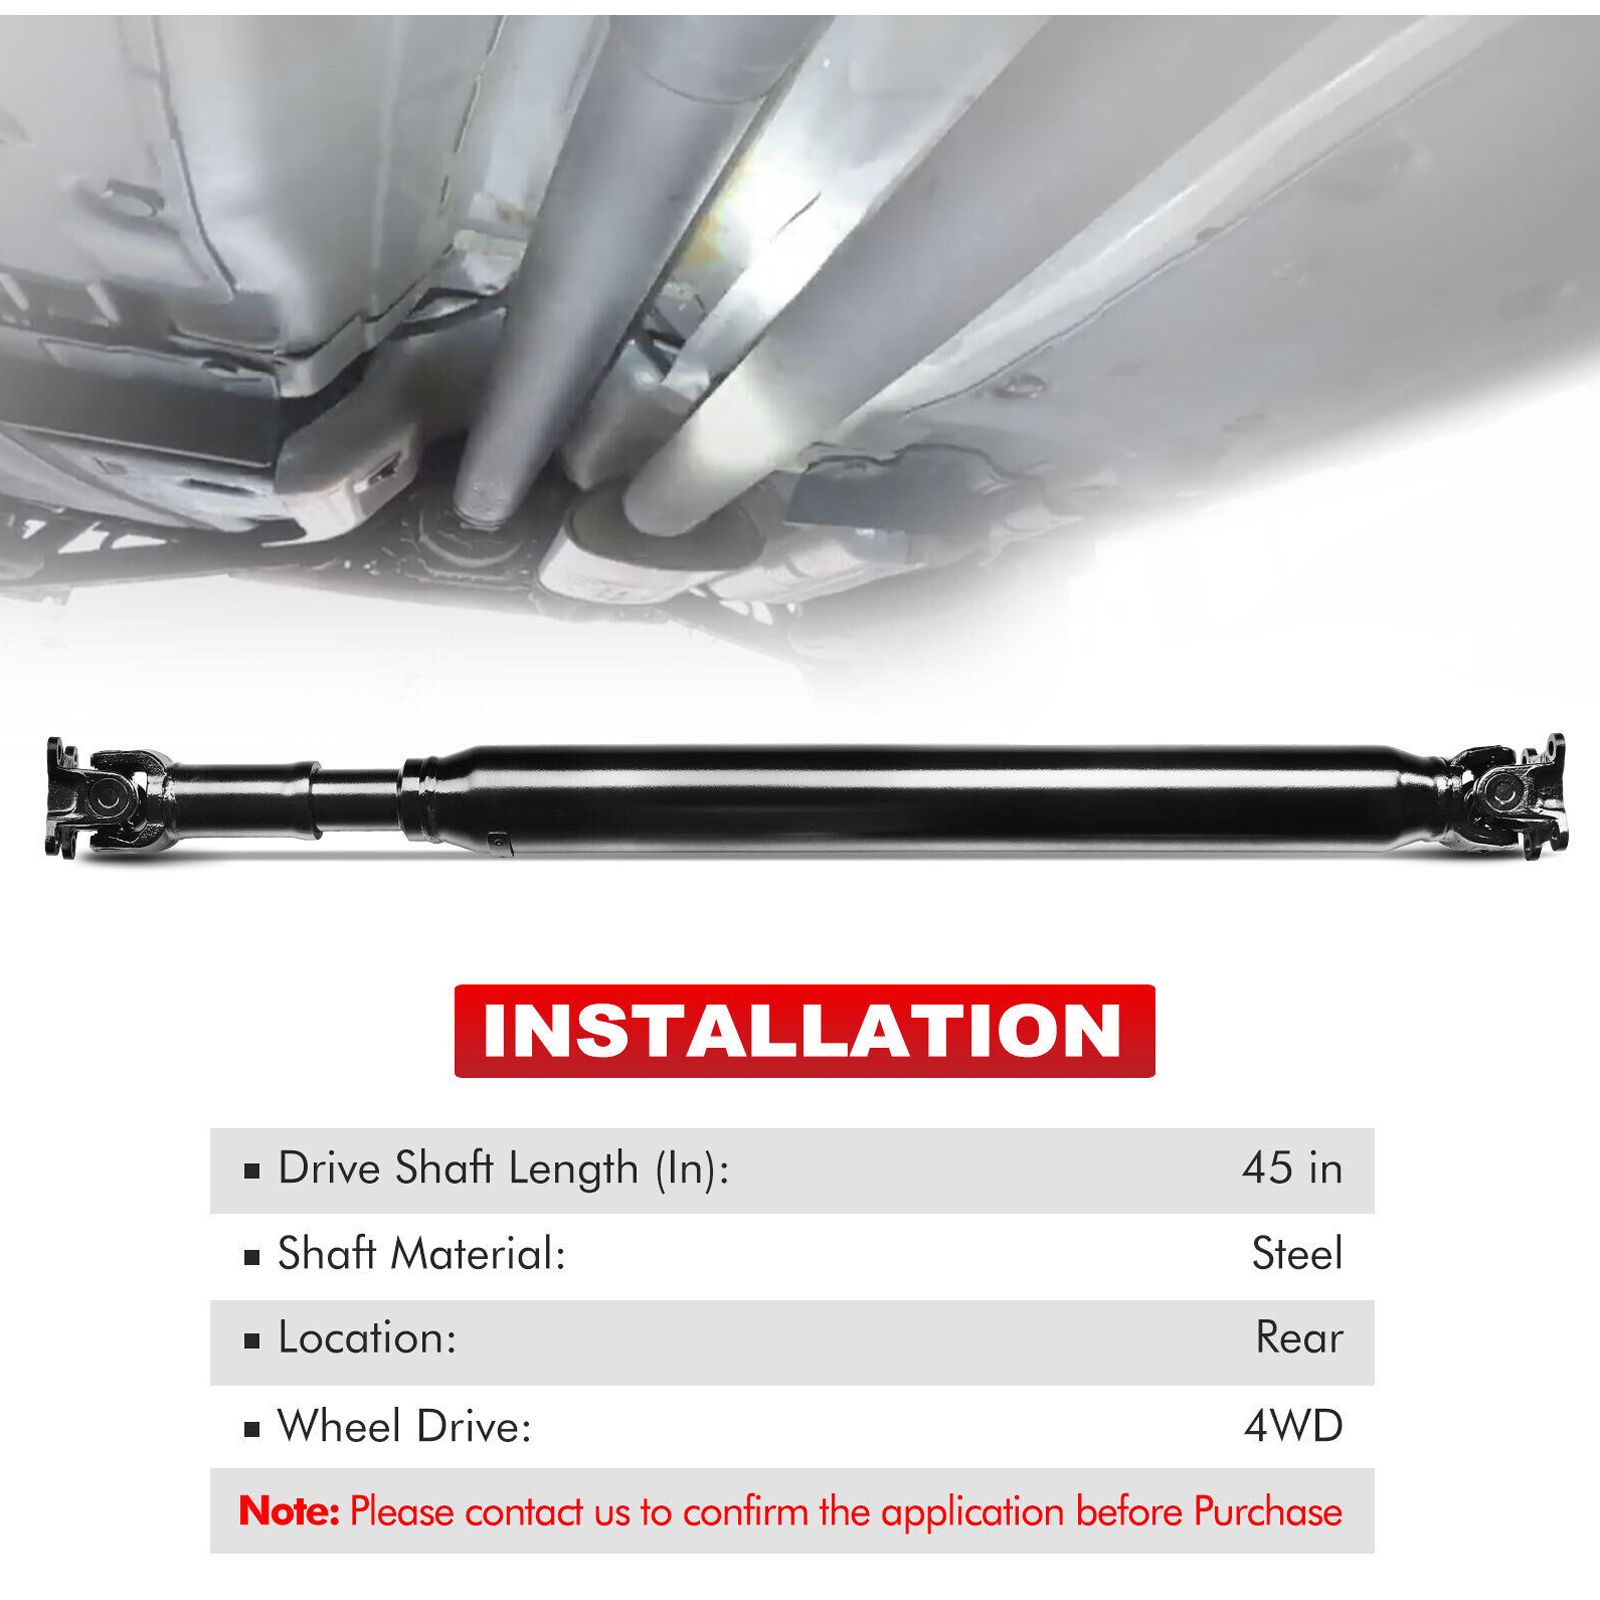 INSTALLATION
▪ Drive Shaft Length (In): 45 in
▪ Shaft Material: Steel
▪ Location: Rear
▪ Wheel Drive: 4WD
Note: Please contact us to confirm the application before Purchase